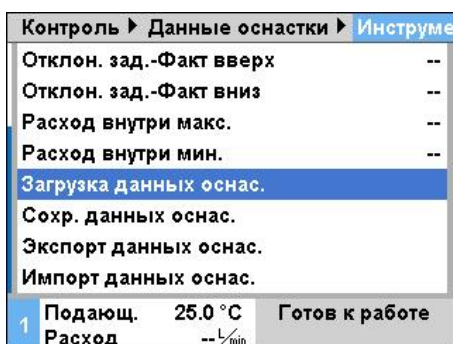 Контроль ▶ Данные оснастки ▶ Инструме
Отклон. зад.-Факт вверх --
Отклон. зад.-Факт вниз --
Расход внутри макс. --
Расход внутри мин. --
Загрузка данных оснас.
Сохр. данных оснас.
Экспорт данных оснас.
Импорт данных оснас.
1 Подающ. 25.0 °C Готов к работе
Расход -- L/min